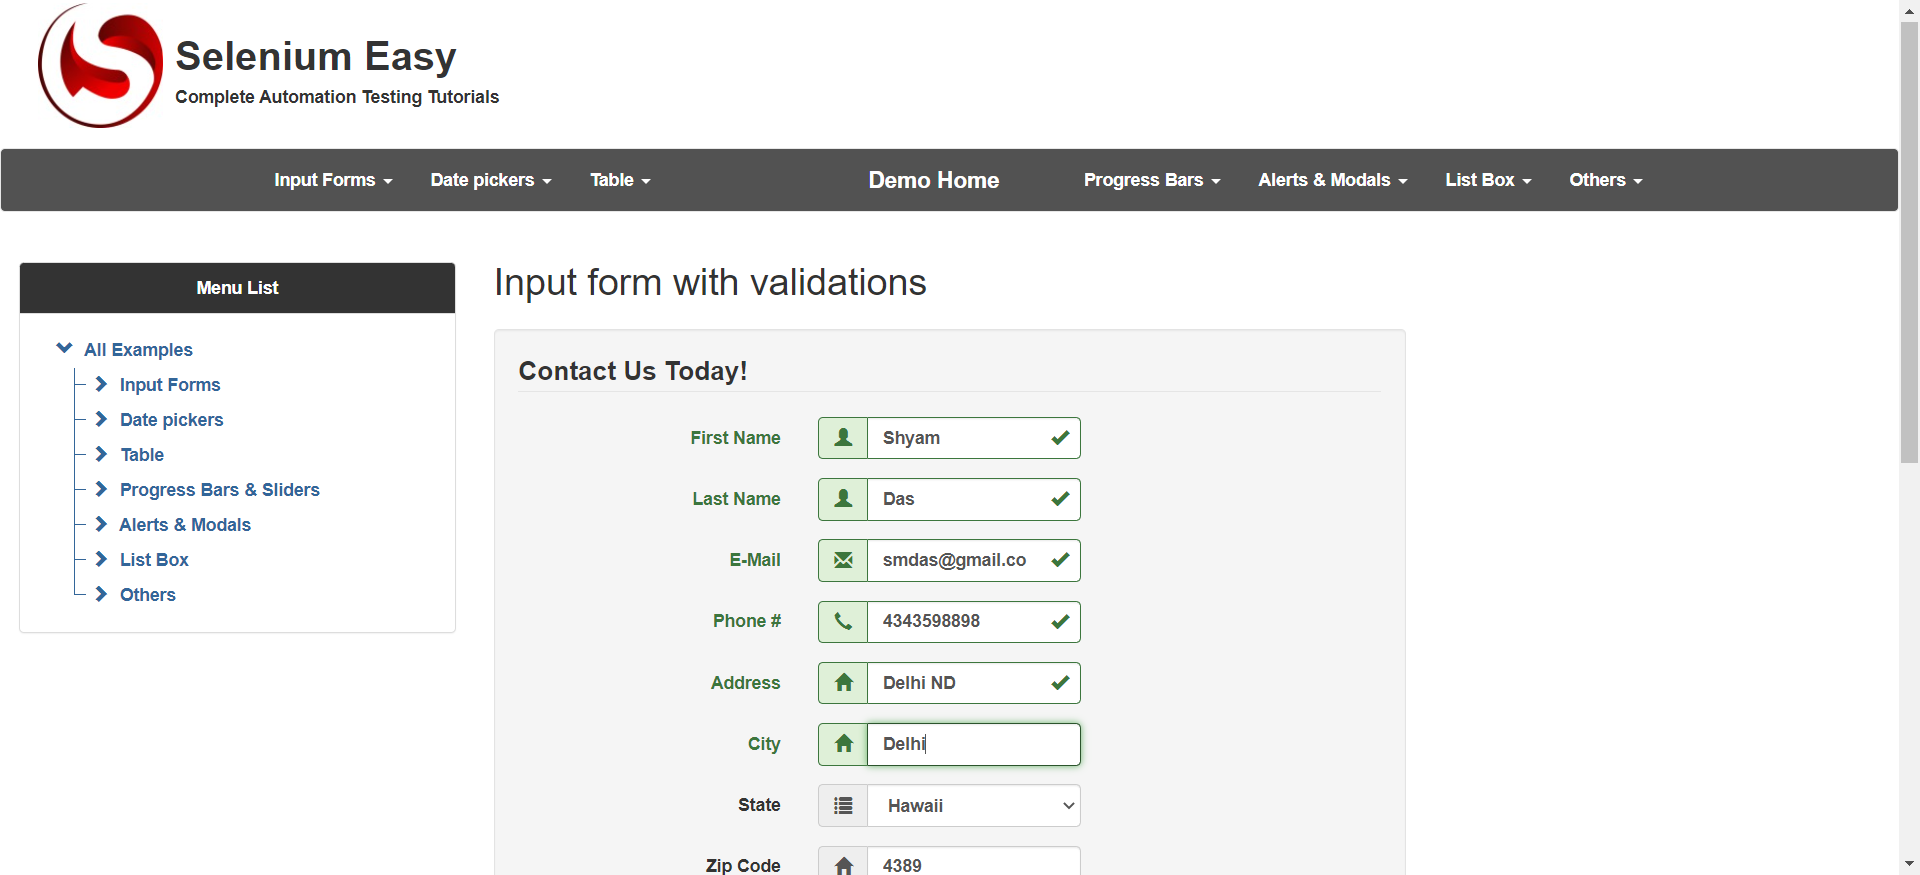 Selenium Easy
Complete Automation Testing Tutorials
Input Forms
Date pickers
Table
Demo Home
Progress Bars
Alerts & Modals
List Box
Others
Menu List
All Examples
Input Forms
Date pickers
Table
Progress Bars & Sliders
Alerts & Modals
List Box
Others
Input form with validations
Contact Us Today!
First Name
Shyam
Last Name
Das
E-Mail
smdas@gmail.co
Phone #
4343598898
Address
Delhi ND
City
Delhi
State
Hawaii
Zip Code
4389